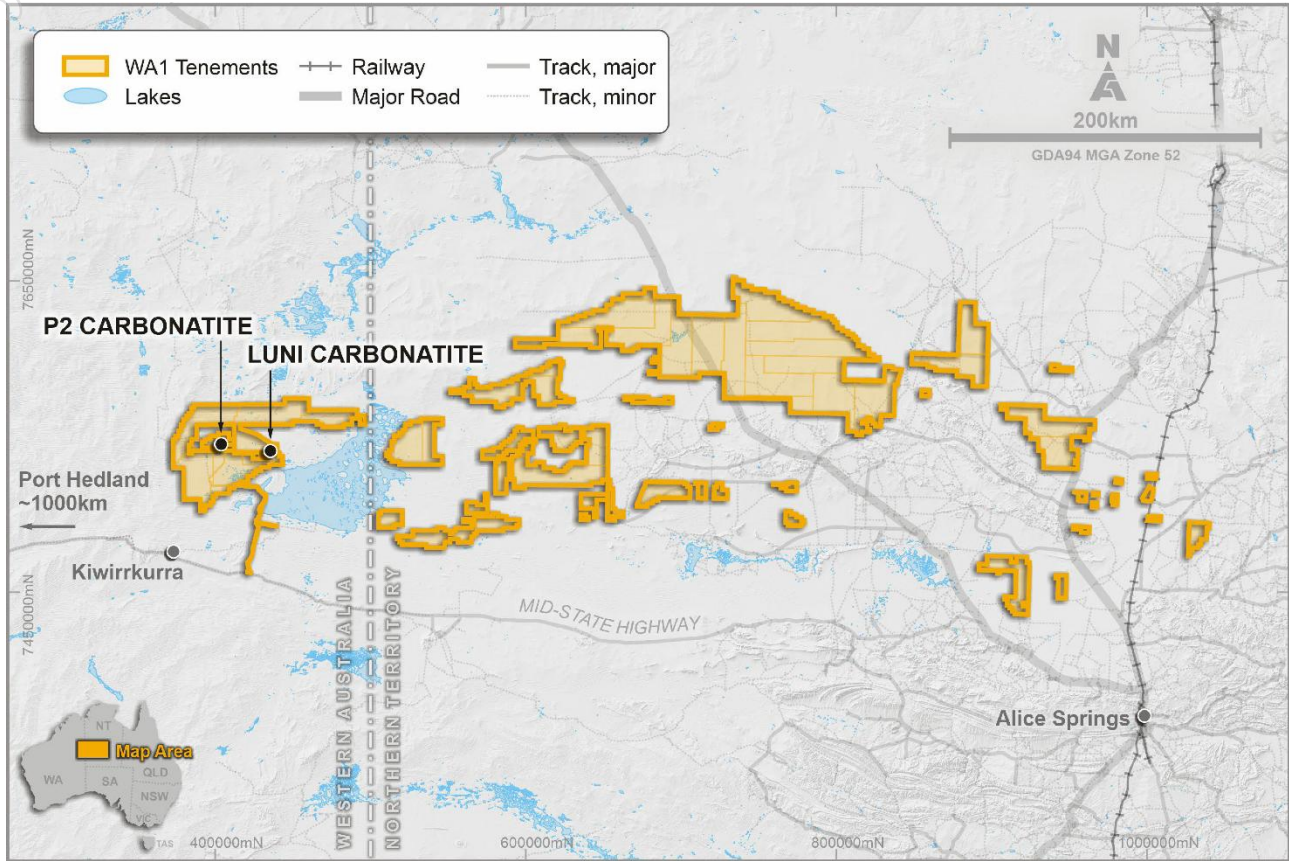 WA1 Tenements
Lakes
Railway
Major Road
Track, major
Track, minor
N
200km
GDA94 MGA Zone 52
7650000mN
P2 CARBONATITE
LUNI CARBONATITE
Port Hedland
~1000km
Kiwirrkurra
7450000mN
MID-STATE HIGHWAY
WESTERN AUSTRALIA
NORTHERN TERRITORY
Alice Springs
NT
Map Area
WA
SA
QLD
NSW
VIC
TAS
400000mN
600000mN
800000mN
1000000mN